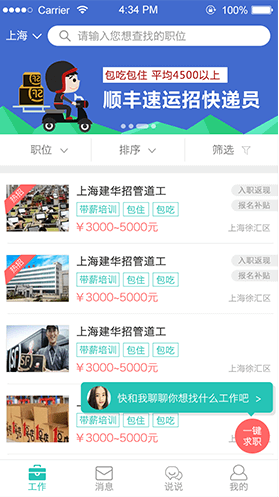 Carrier 4:34 PM 100%
上海 请输入您想查找的职位
包吃包住 平均4500以上
顺丰速运招快递员
职位 排序 筛选
热招
上海建华招管道工
入职返现
带薪培训 包住 包吃
报名补贴
￥3000~5000元
上海徐汇区
热招
上海建华招管道工
入职返现
带薪培训 包住 包吃
报名补贴
￥3000~5000元
上海徐汇区
上海建华招管道工
带薪培训 包住 包吃
￥3000~5000元
上海徐汇区
快和我聊聊你想找什么工作吧 >
上海建华招管道工
带薪培训 包住 包吃
￥3000~5000元
一键
求职
上海徐汇区
工作 消息 说说 我的